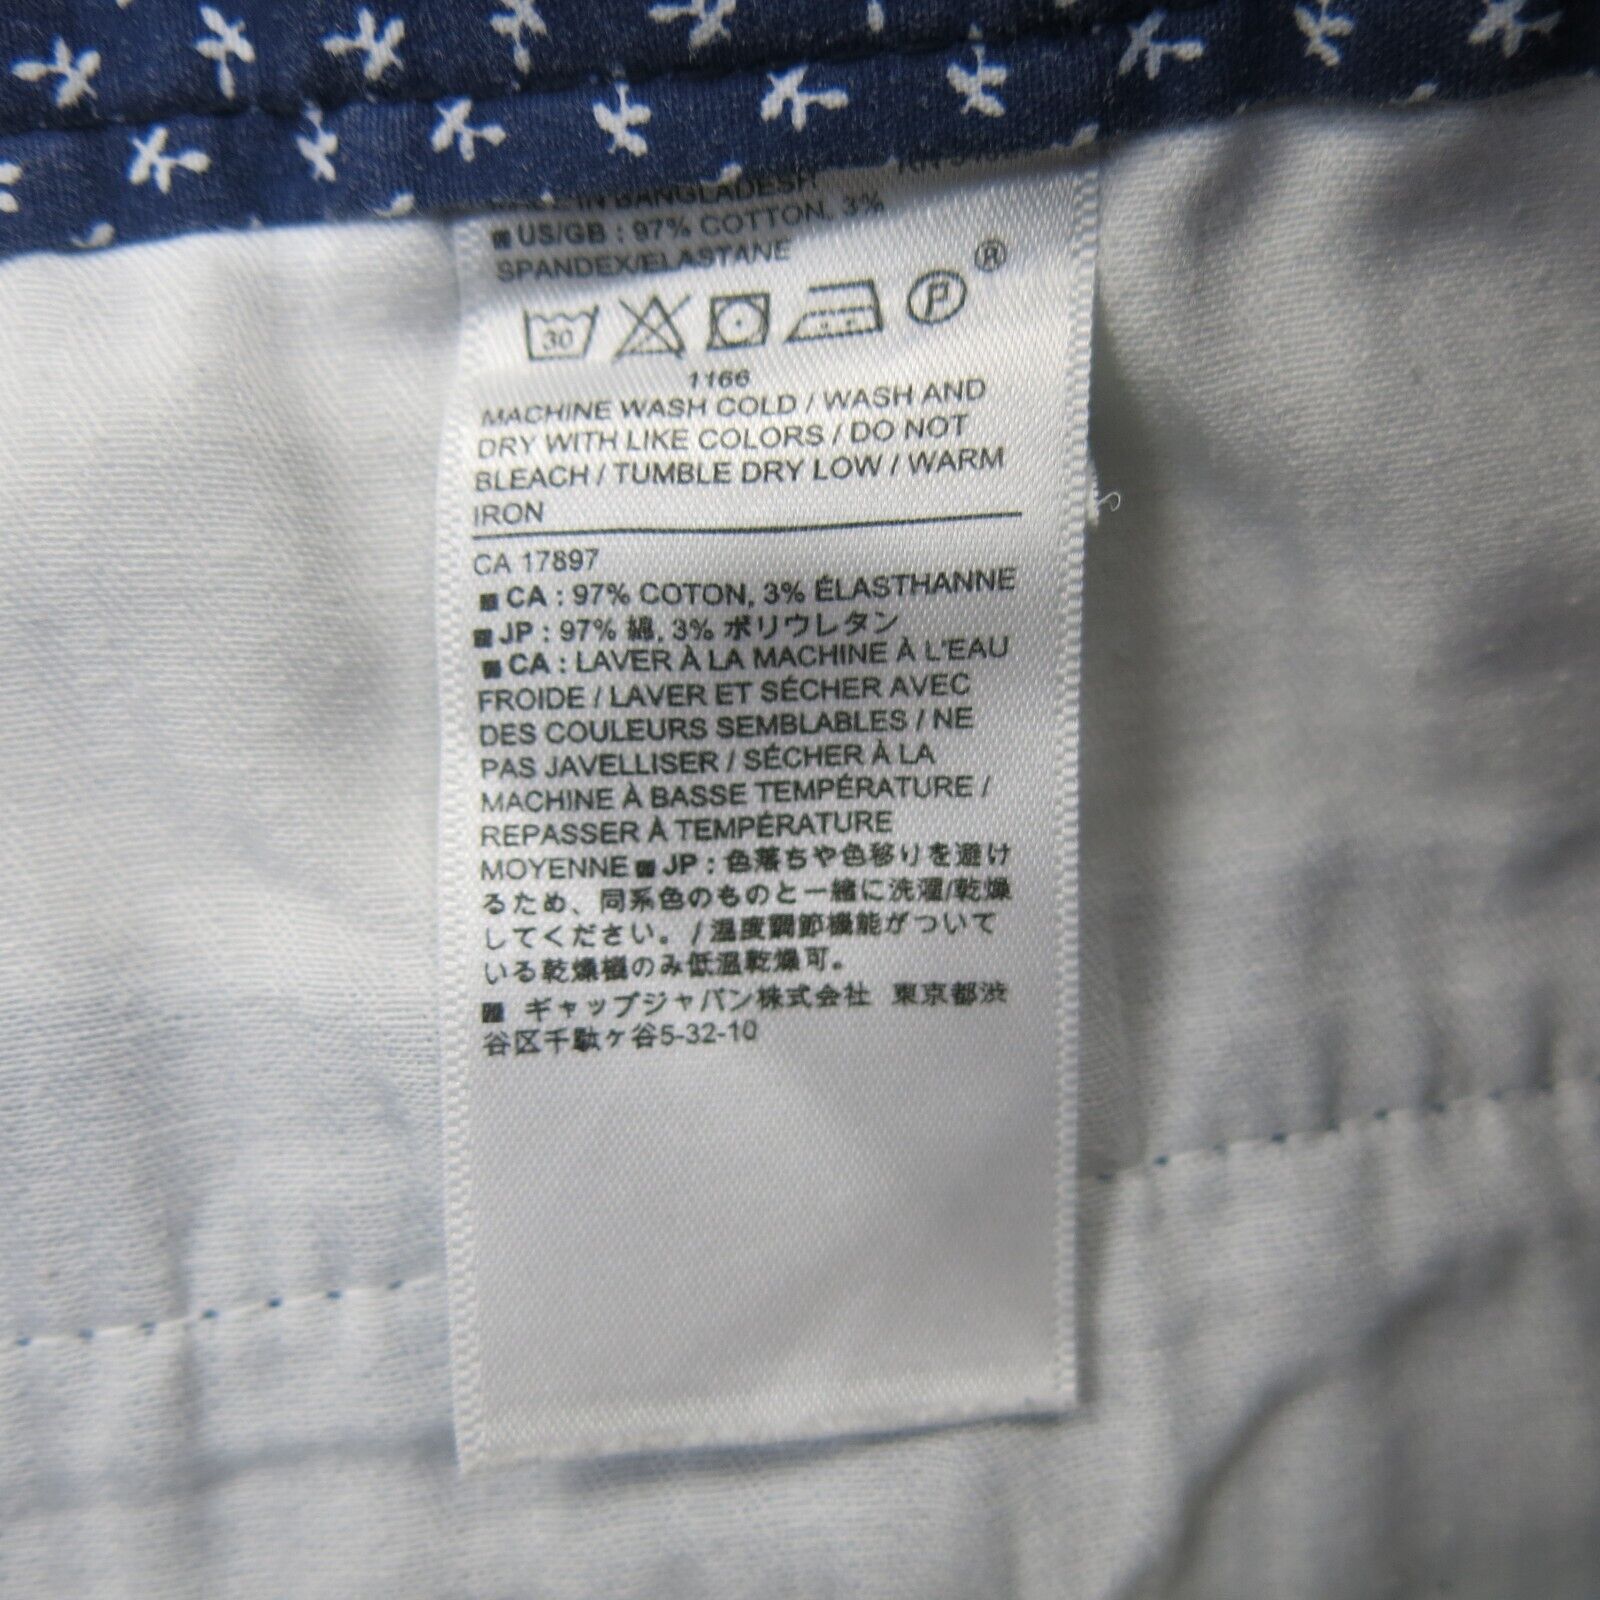 IN BANGLADESH
US/GB : 97% COTTON, 3%
SPANDEX/ELASTANE
30 P ®
1166
MACHINE WASH COLD / WASH AND
DRY WITH LIKE COLORS / DO NOT
BLEACH / TUMBLE DRY LOW / WARM
IRON
CA 17897
CA : 97% COTON, 3% ÉLASTHANNE
JP : 97% 綿, 3% ポリウレタン
CA : LAVER À LA MACHINE À L'EAU
FROIDE / LAVER ET SÉCHER AVEC
DES COULEURS SEMBLABLES / NE
PAS JAVELLISER / SÉCHER À LA
MACHINE À BASSE TEMPÉRATURE /
REPASSER À TEMPÉRATURE
MOYENNE JP : 色落ちや色移りを避け
るため、同系色のものと一緒に洗濯/乾燥
してください。 / 温度調節機能がついて
いる乾燥機のみ低温乾燥可。
ギャップジャパン株式会社 東京都渋
谷区千駄ヶ谷5-32-10